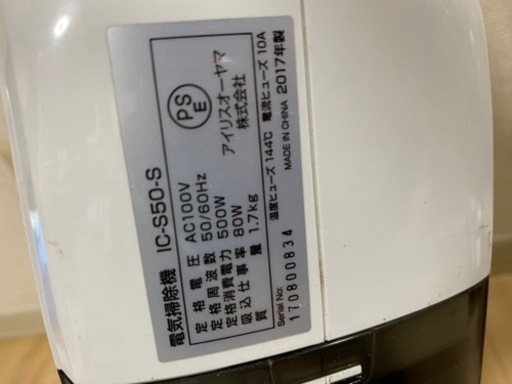 電気掃除機 IC-S50-S
定格電圧 AC100V
定格周波数 50/60Hz
定格消費電力 500W
吸込仕事率 80W
質量 1.7kg
PSE
アイリスオーヤマ
株式会社
温度ヒューズ 144℃ 電流ヒューズ 10A
MADE IN CHINA 2017年製
Serial No:
170800834